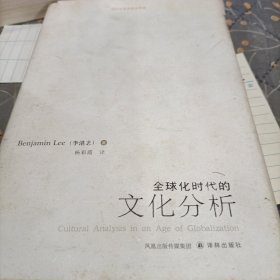 Benjamin Lee (李湛忞) 著
杨彩霞 译
全球化时代的
文化分析
Cultural Analysis in an Age of Globalization
凤凰出版传媒集团 译林出版社